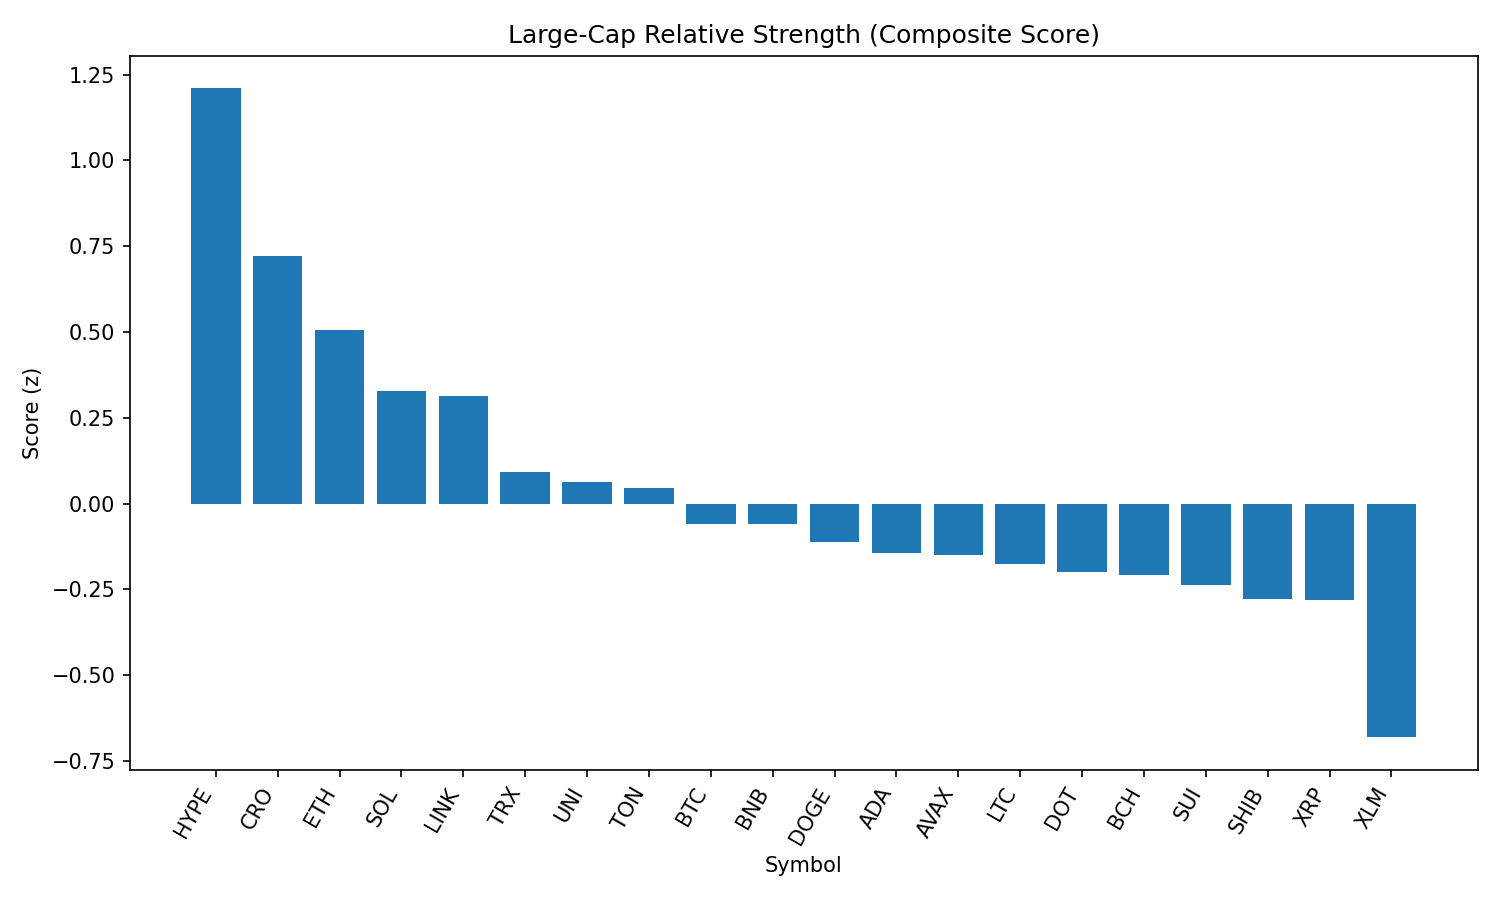 Large-Cap Relative Strength (Composite Score)
Score (z)
1.25
1.00
0.75
0.50
0.25
0.00
−0.25
−0.50
−0.75
HYPE
CRO
ETH
SOL
LINK
TRX
UNI
TON
BTC
BNB
DOGE
ADA
AVAX
LTC
DOT
BCH
SUI
SHIB
XRP
XLM
Symbol